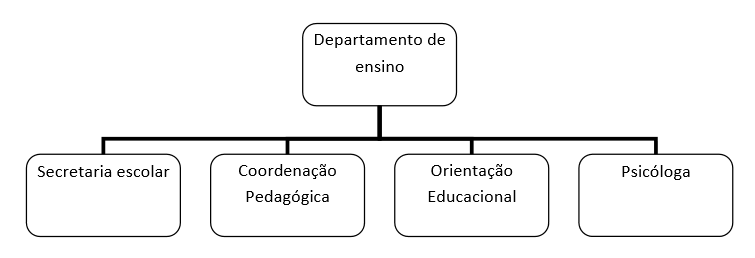 Departamento de
ensino
Secretaria escolar
Coordenação
Pedagógica
Orientação
Educacional
Psicóloga